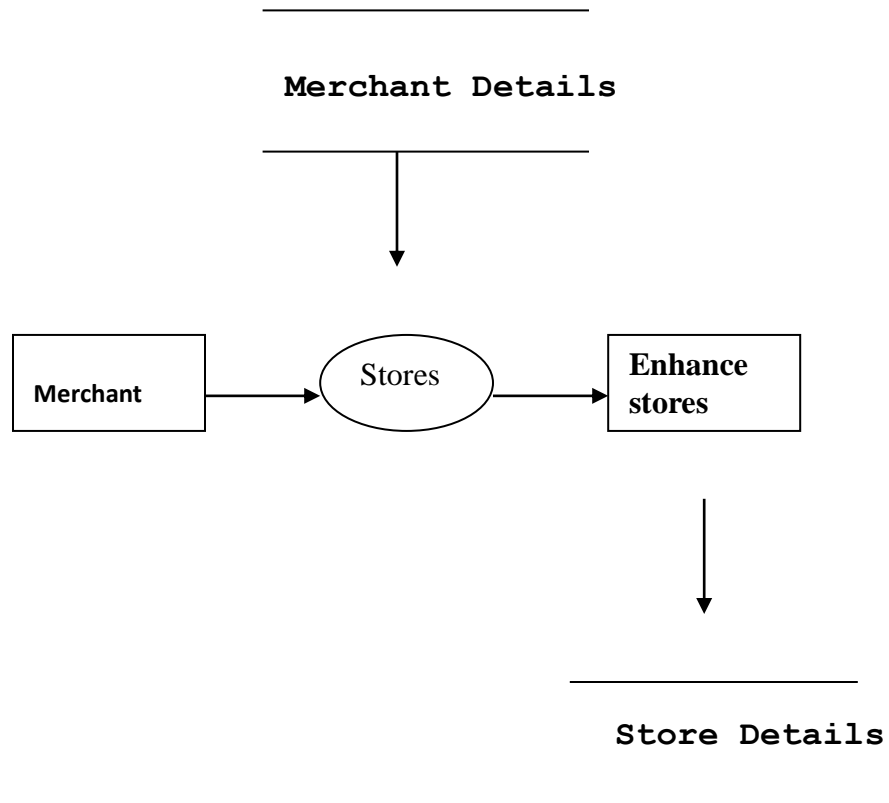 Merchant Details
Merchant
Stores
Enhance
stores
Store Details